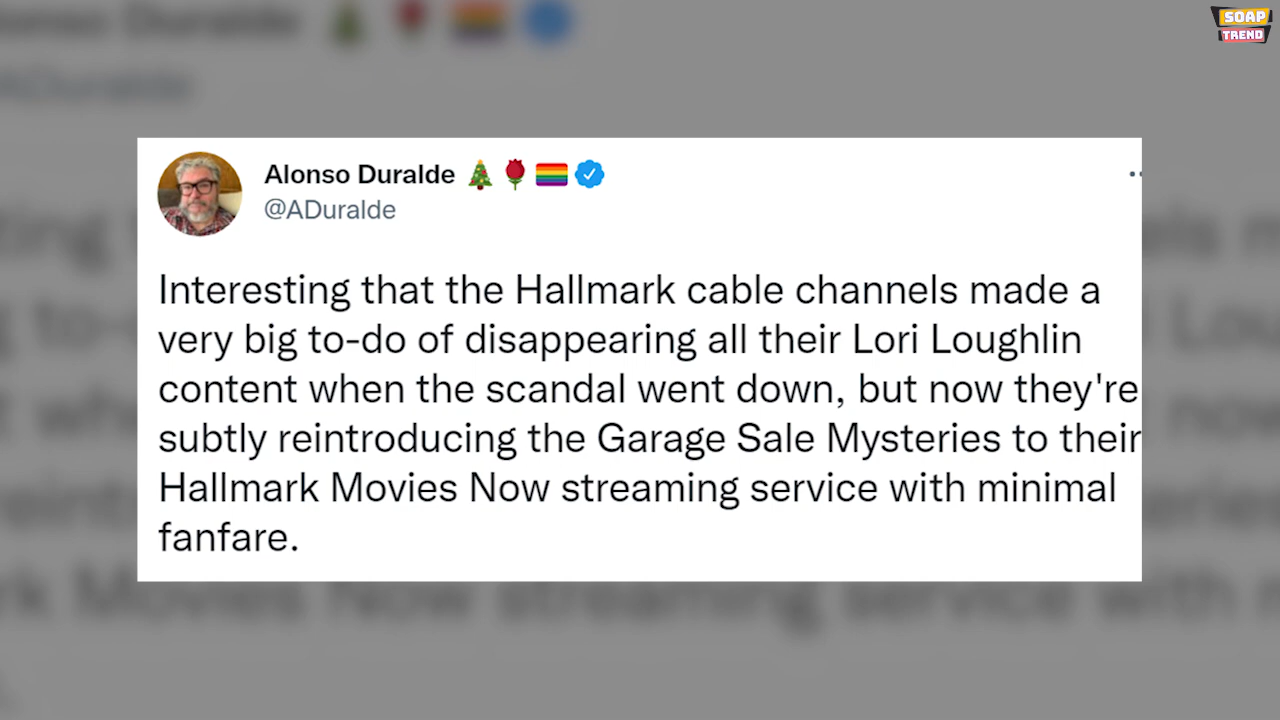 SOAP
TREND
Alonso Duralde 🎄 🌹 🏳️‍🌈
@ADuralde
Interesting that the Hallmark cable channels made a
very big to-do of disappearing all their Lori Loughlin
content when the scandal went down, but now they're
subtly reintroducing the Garage Sale Mysteries to their
Hallmark Movies Now streaming service with minimal
fanfare.